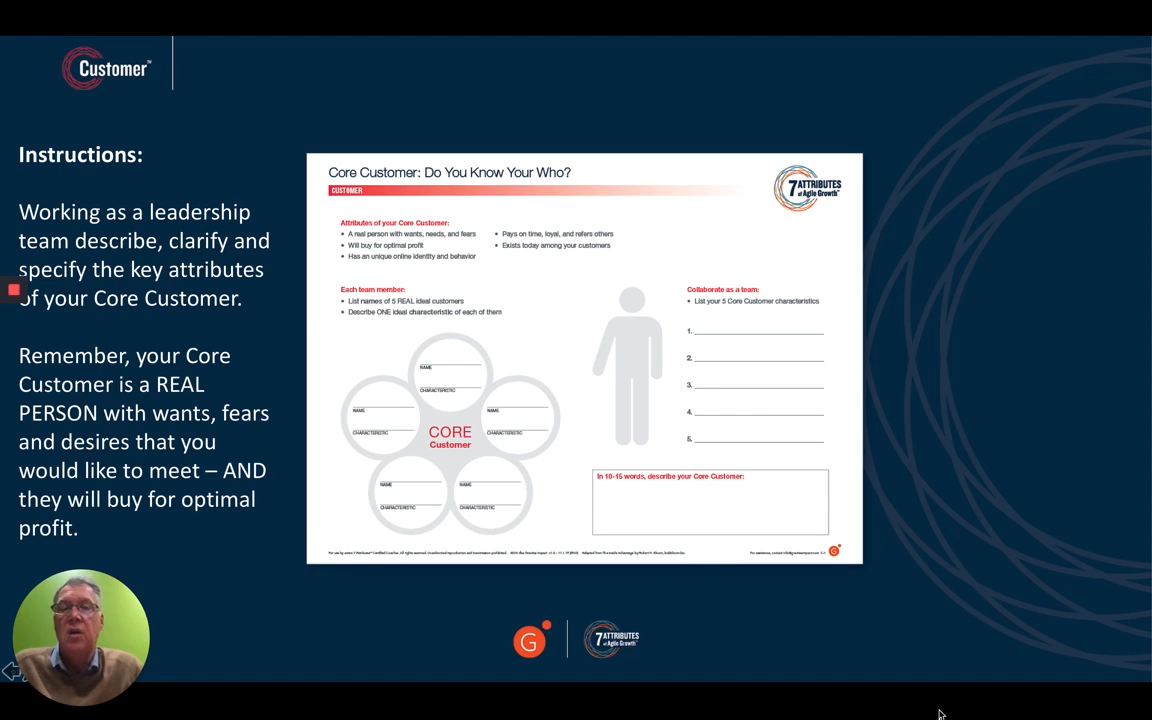 Customer™
Instructions:
Working as a leadership
team describe, clarify and
specify the key attributes
of your Core Customer.
Remember, your Core
Customer is a REAL
PERSON with wants, fears
and desires that you
would like to meet – AND
they will buy for optimal
profit.
Core Customer: Do You Know Your Who?
CUSTOMER
7 ATTRIBUTES
of Agile Growth™
Attributes of your Core Customer:
• A real person with wants, needs, and fears
• Will buy for optimal profit
• Has an unique online identity and behavior
• Pays on time, loyal, and refers others
• Exists today among your customers
Each team member:
• List names of 5 REAL ideal customers
• Describe ONE ideal characteristic of each of them
NAME
CHARACTERISTIC
NAME
CHARACTERISTIC
NAME
CHARACTERISTIC
CORE
Customer
NAME
CHARACTERISTIC
NAME
CHARACTERISTIC
Collaborate as a team:
• List your 5 Core Customer characteristics
1.
2.
3.
4.
5.
In 10-15 words, describe your Core Customer:
G
G
7 ATTRIBUTES
of Agile Growth™